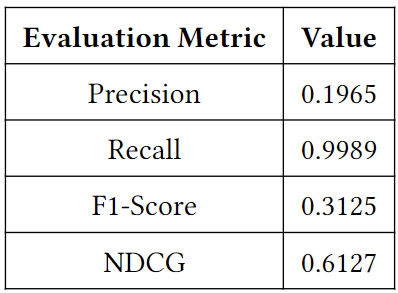 Evaluation Metric Value
Precision 0.1965
Recall 0.9989
F1-Score 0.3125
NDCG 0.6127